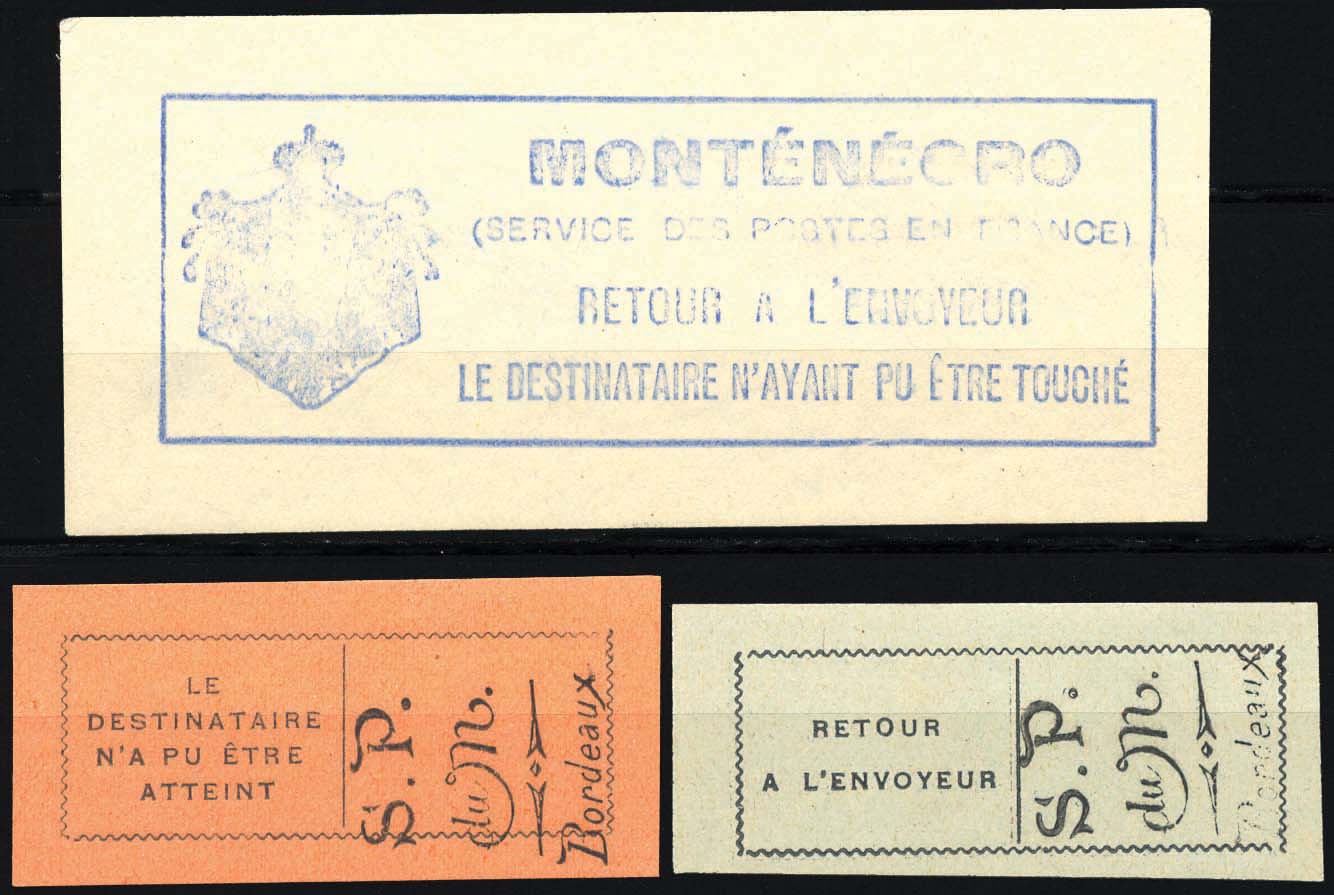 MONTÉNÉGRO
(SERVICE DES POSTES EN FRANCE)
RETOUR A L'ENVOYEUR
LE DESTINATAIRE N'AYANT PU ÊTRE TOUCHÉ
LE
DESTINATAIRE
N'A PU ÊTRE
ATTEINT
S.P.
du M.
Bordeaux
RETOUR
A L'ENVOYEUR
S.P.
du M.
Bordeaux